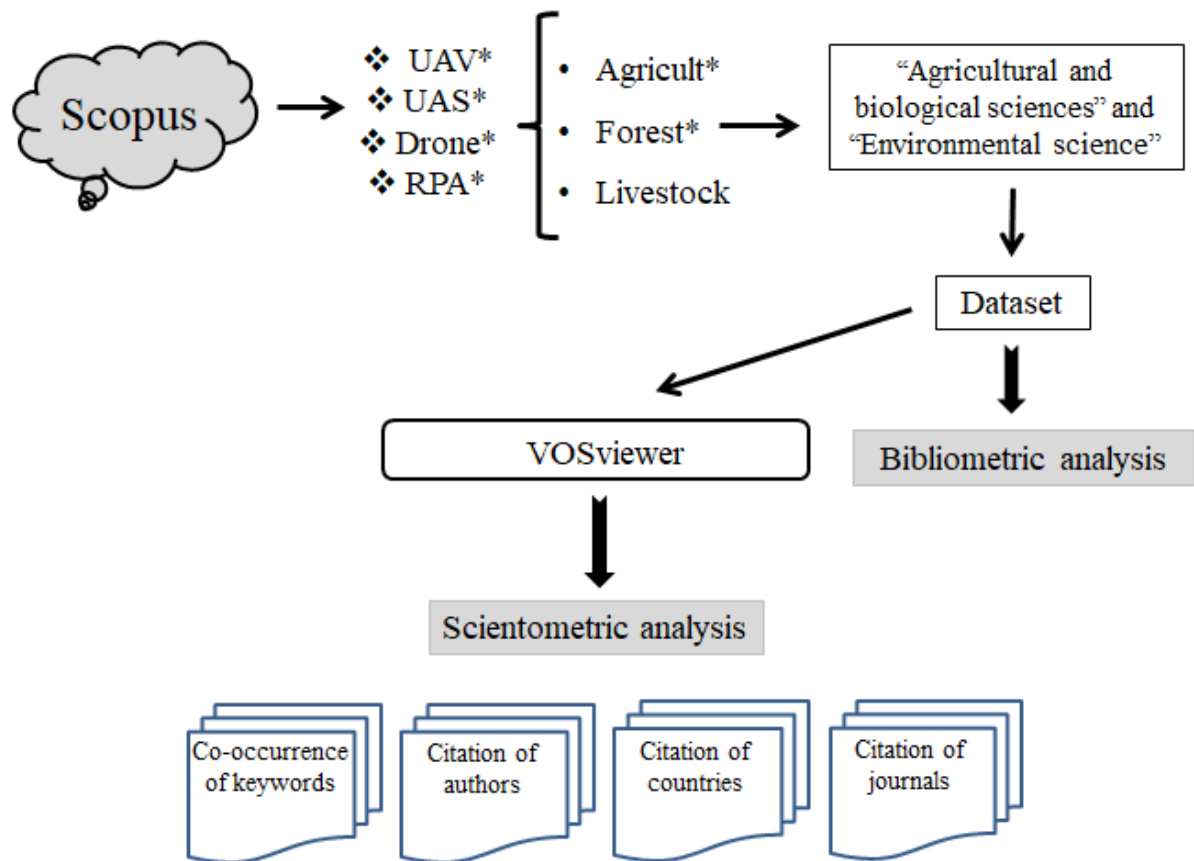 Scopus
❖ UAV*
❖ UAS*
❖ Drone*
❖ RPA*
• Agricult*
• Forest*
• Livestock
“Agricultural and
biological sciences” and
“Environmental science”
Dataset
VOSviewer
Bibliometric analysis
Scientometric analysis
Co-occurrence
of keywords
Citation of
authors
Citation of
countries
Citation of
journals